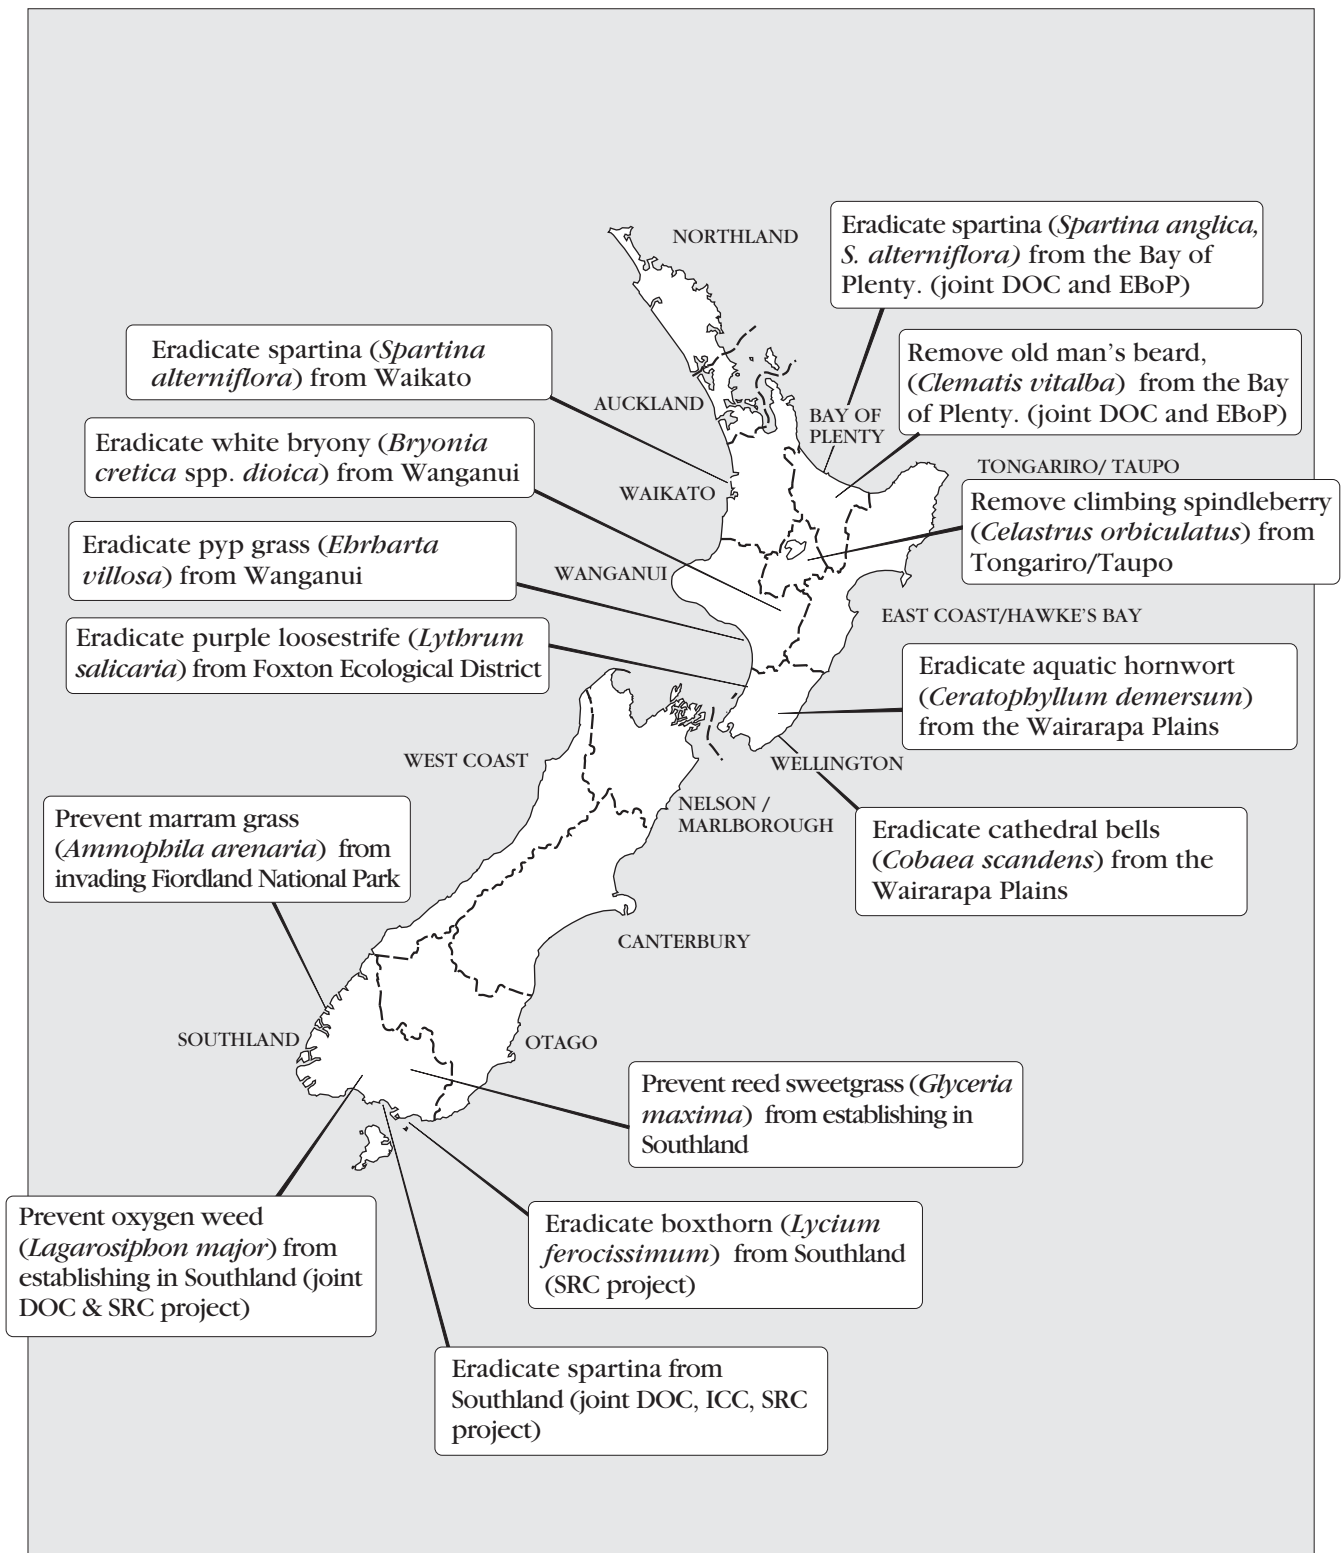 NORTHLAND
Eradicate spartina (Spartina anglica,
S. alterniflora) from the Bay of
Plenty. (joint DOC and EBoP)
Eradicate spartina (Spartina
alterniflora) from Waikato
Remove old man's beard,
(Clematis vitalba) from the Bay
of Plenty. (joint DOC and EBoP)
AUCKLAND
BAY OF
PLENTY
Eradicate white bryony (Bryonia
cretica spp. dioica) from Wanganui
TONGARIRO/ TAUPO
WAIKATO
Remove climbing spindleberry
(Celastrus orbiculatus) from
Tongariro/Taupo
Eradicate pyp grass (Ehrharta
villosa) from Wanganui
WANGANUI
EAST COAST/HAWKE'S BAY
Eradicate purple loosestrife (Lythrum
salicaria) from Foxton Ecological District
Eradicate aquatic hornwort
(Ceratophyllum demersum)
from the Wairarapa Plains
WEST COAST
WELLINGTON
NELSON /
MARLBOROUGH
Prevent marram grass
(Ammophila arenaria) from
invading Fiordland National Park
Eradicate cathedral bells
(Cobaea scandens) from the
Wairarapa Plains
CANTERBURY
SOUTHLAND
OTAGO
Prevent reed sweetgrass (Glyceria
maxima) from establishing in
Southland
Prevent oxygen weed
(Lagarosiphon major) from
establishing in Southland (joint
DOC & SRC project)
Eradicate boxthorn (Lycium
ferocissimum) from Southland
(SRC project)
Eradicate spartina from
Southland (joint DOC, ICC, SRC
project)